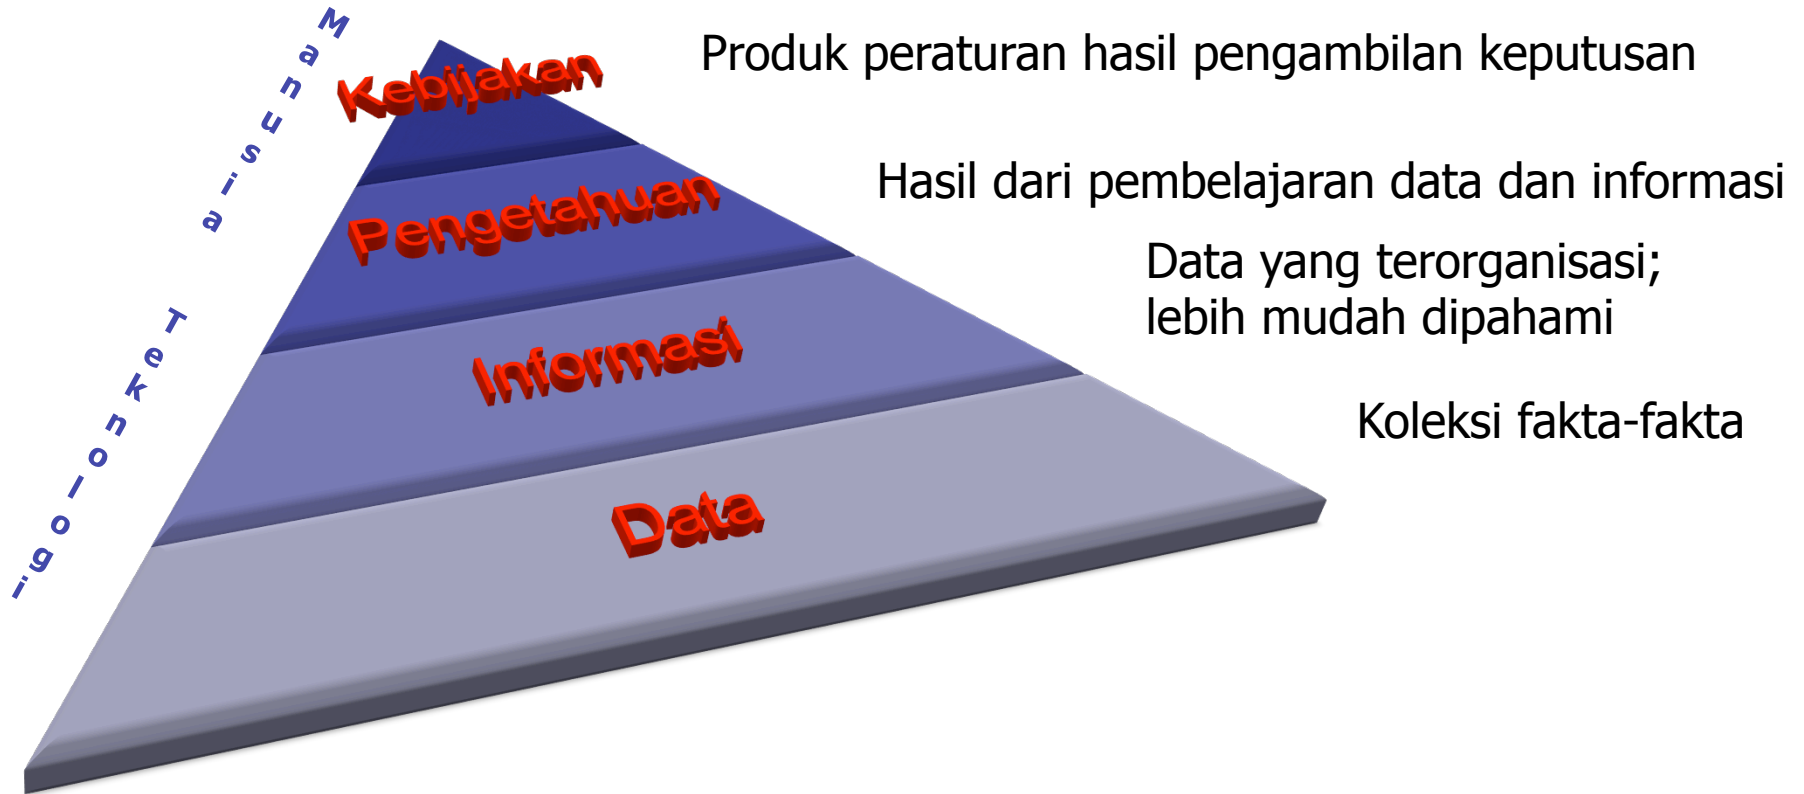 Manusia
Teknologi
Kebijakan
Produk peraturan hasil pengambilan keputusan
Pengetahuan
Hasil dari pembelajaran data dan informasi
Informasi
Data yang terorganisasi;
lebih mudah dipahami
Data
Koleksi fakta-fakta